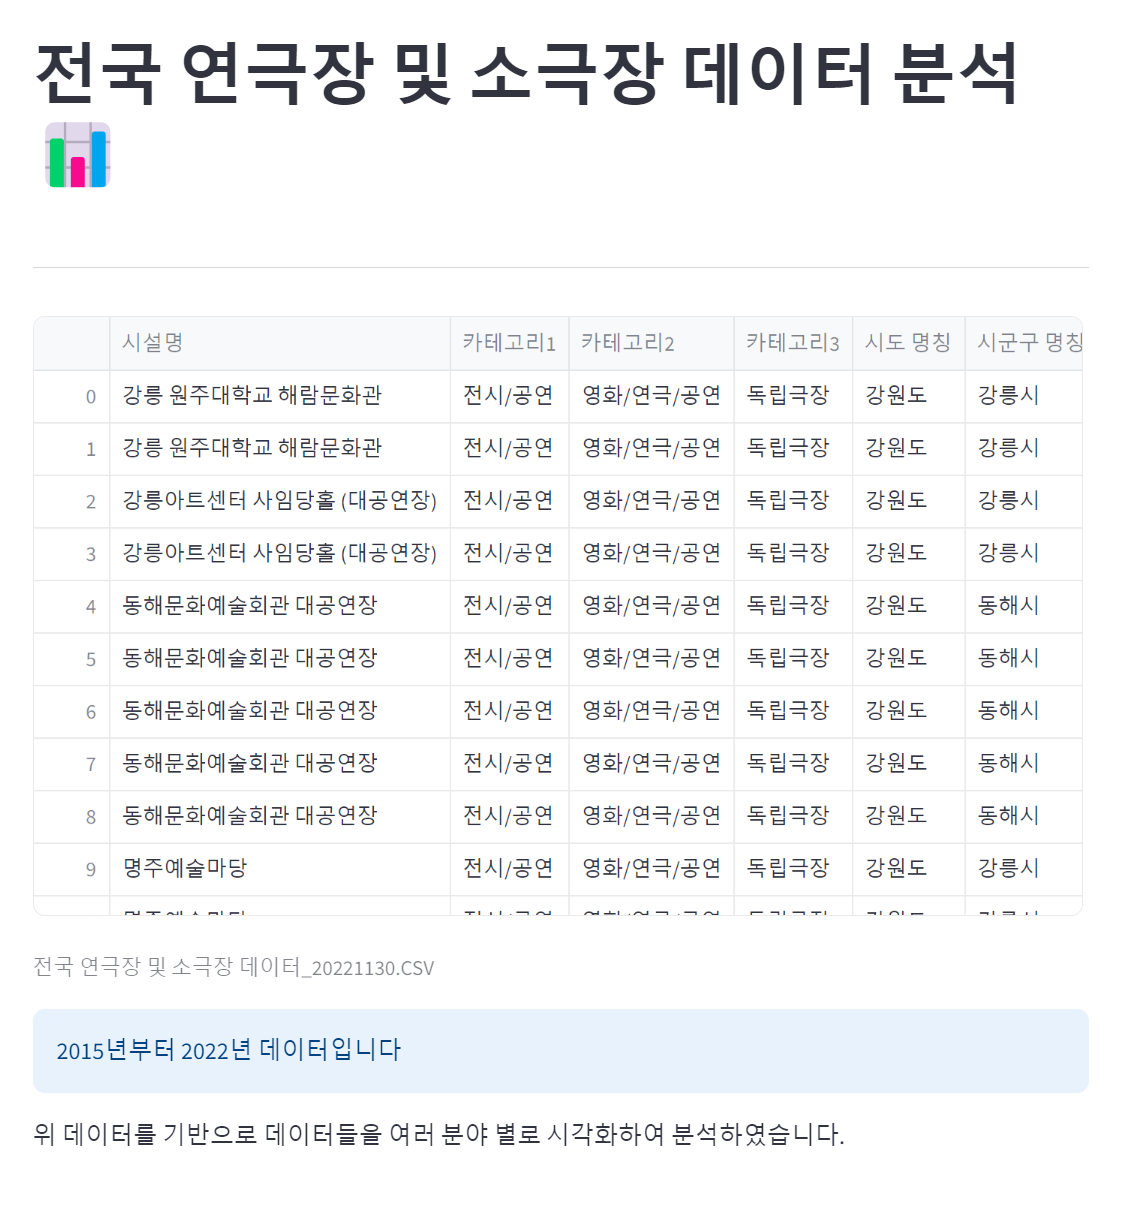 전국 연극장 및 소극장 데이터 분석
시설명 카테고리1 카테고리2 카테고리3 시도 명칭 시군구 명칭
0 강릉 원주대학교 해람문화관 전시/공연 영화/연극/공연 독립극장 강원도 강릉시
1 강릉 원주대학교 해람문화관 전시/공연 영화/연극/공연 독립극장 강원도 강릉시
2 강릉아트센터 사임당홀 (대공연장) 전시/공연 영화/연극/공연 독립극장 강원도 강릉시
3 강릉아트센터 사임당홀 (대공연장) 전시/공연 영화/연극/공연 독립극장 강원도 강릉시
4 동해문화예술회관 대공연장 전시/공연 영화/연극/공연 독립극장 강원도 동해시
5 동해문화예술회관 대공연장 전시/공연 영화/연극/공연 독립극장 강원도 동해시
6 동해문화예술회관 대공연장 전시/공연 영화/연극/공연 독립극장 강원도 동해시
7 동해문화예술회관 대공연장 전시/공연 영화/연극/공연 독립극장 강원도 동해시
8 동해문화예술회관 대공연장 전시/공연 영화/연극/공연 독립극장 강원도 동해시
9 명주예술마당 전시/공연 영화/연극/공연 독립극장 강원도 강릉시
전국 연극장 및 소극장 데이터_20221130.CSV
2015년부터 2022년 데이터입니다
위 데이터를 기반으로 데이터들을 여러 분야 별로 시각화하여 분석하였습니다.